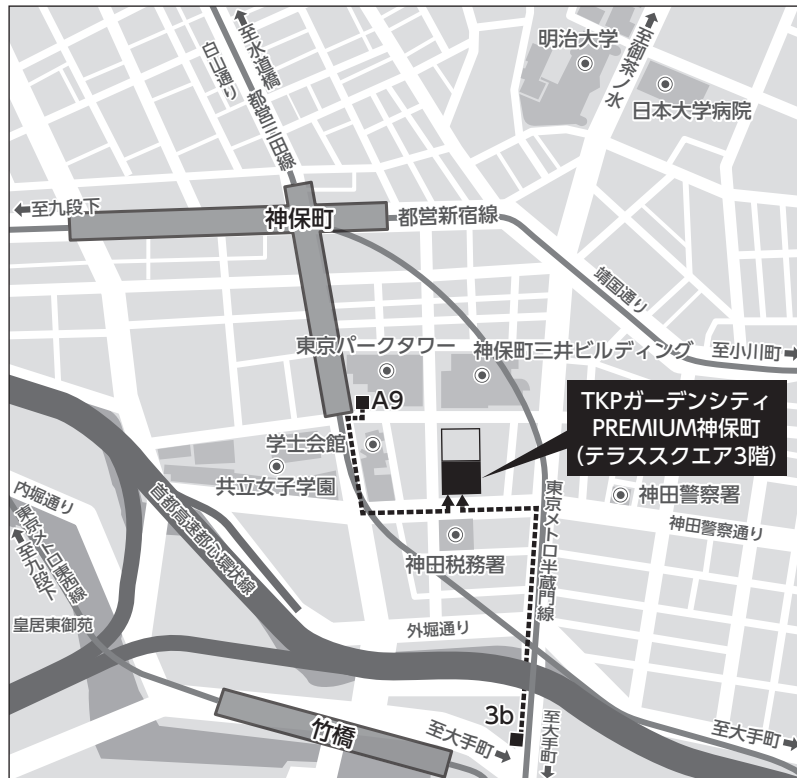 至水道橋
白山通り
都営三田線
明治大学
至御茶ノ水
日本大学病院
←至九段下
神保町
都営新宿線
靖国通り
東京パークタワー
神保町三井ビルディング
至小川町→
A9
TKPガーデンシティ
PREMIUM神保町
(テラススクエア3階)
学士会館
共立女子学園
内堀通り
東京メトロ東西線
至九段下
首都高速都心環状線
神田警察署
神田警察通り
神田税務署
東京メトロ半蔵門線
皇居東御苑
外堀通り
3b
竹橋
至大手町→
至大手町→
至大手町